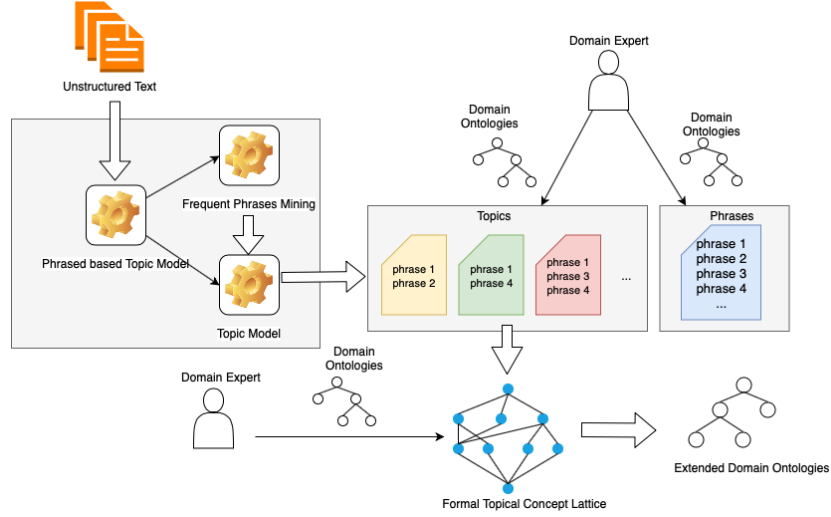 Domain Expert
Unstructured Text
Domain
Ontologies
Domain
Ontologies
Frequent Phrases Mining
Phrased based Topic Model
Topic Model
Topics
phrase 1
phrase 2
phrase 1
phrase 4
phrase 1
phrase 3
phrase 4
...
Phrases
phrase 1
phrase 2
phrase 3
phrase 4
...
Domain Expert
Domain
Ontologies
Formal Topical Concept Lattice
Extended Domain Ontologies